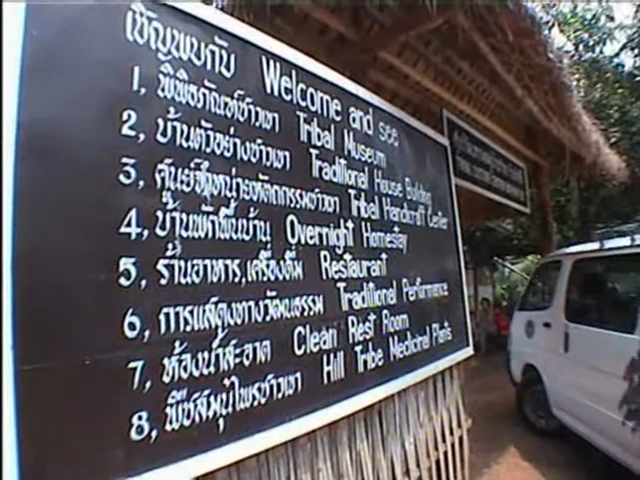 เชิญพบกับ Welcome and see
1, พิพิธภัณฑ์ชาวเขา Tribal Museum
2, บ้านตัวอย่างชาวเขา Traditional House Building
3, ศูนย์จำหน่ายหัตถกรรมชาวเขา Tribal Handicraft Center
4, บ้านพักพื้นบ้าน Overnight Homestay
5, ร้านอาหาร,เครื่องดื่ม Restaurant
6, การแสดงทางวัฒนธรรม Traditional Performance
7, ห้องน้ำสะอาด Clean Rest Room
8, พืชสมุนไพรชาวเขา Hill Tribe Medicinal Plants